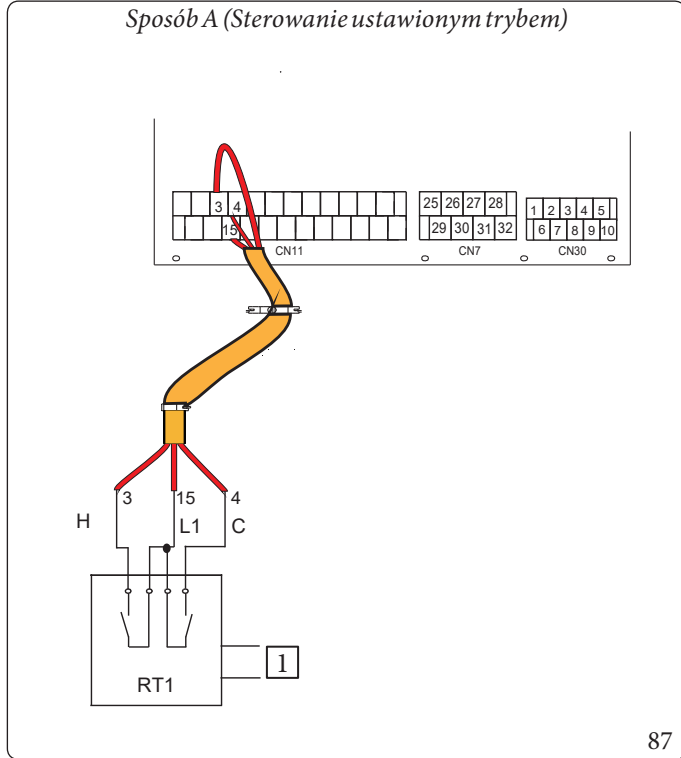 Sposób A (Sterowanie ustawionym trybem)
3 4
25 26 27 28
1 2 3 4 5
15
29 30 31 32
6 7 8 9 10
CN11
CN7
CN30
3 15 4
H L1 C
1
RT1
87